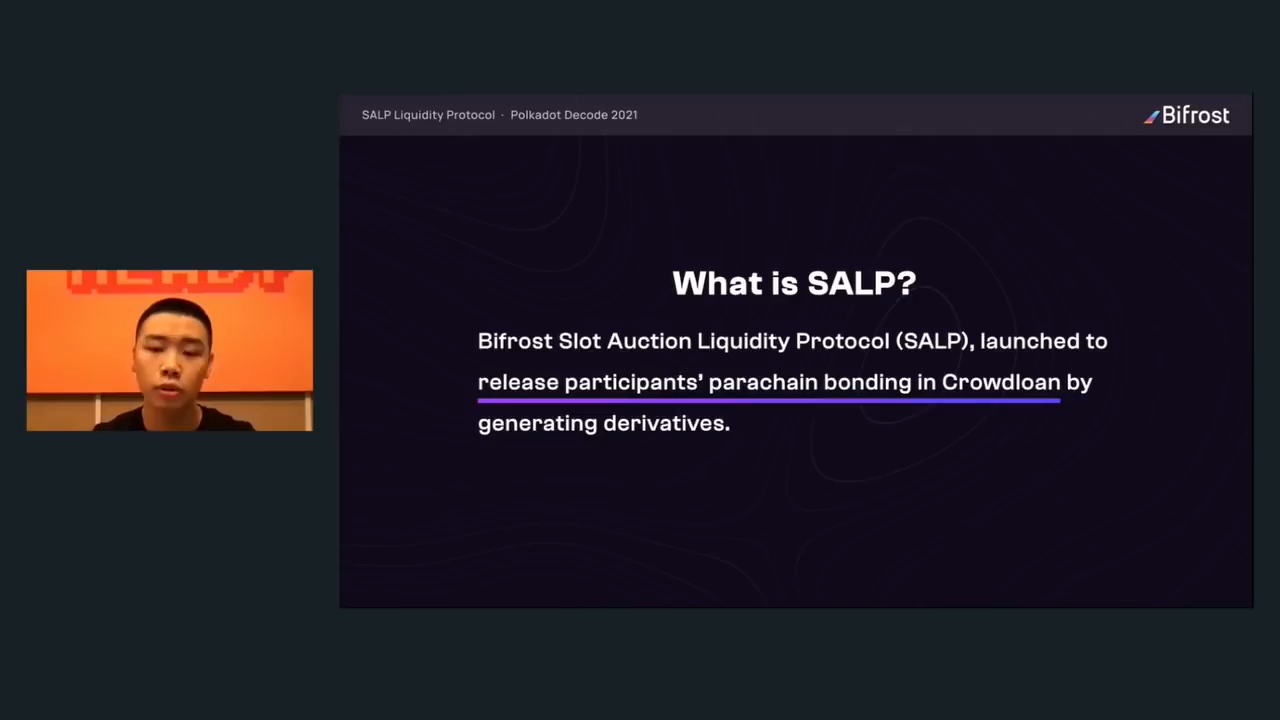 SALP Liquidity Protocol · Polkadot Decode 2021
Bifrost
What is SALP?
Bifrost Slot Auction Liquidity Protocol (SALP), launched to
release participants’ parachain bonding in Crowdloan by
generating derivatives.